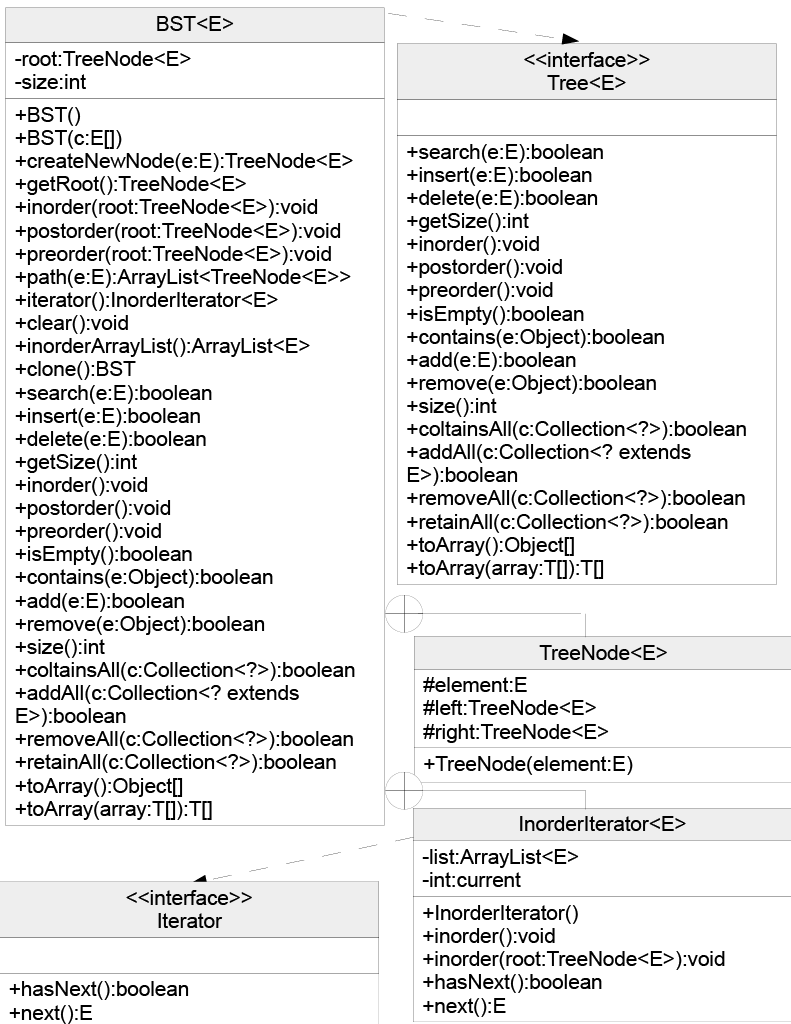 BST<E>
-root:TreeNode<E>
-size:int
+BST()
+BST(c:E[])
+createNewNode(e:E):TreeNode<E>
+getRoot():TreeNode<E>
+inorder(root:TreeNode<E>):void
+postorder(root:TreeNode<E>):void
+preorder(root:TreeNode<E>):void
+path(e:E):ArrayList<TreeNode<E>>
+iterator():InorderIterator<E>
+clear():void
+inorderArrayList():ArrayList<E>
+clone():BST
+search(e:E):boolean
+insert(e:E):boolean
+delete(e:E):boolean
+getSize():int
+inorder():void
+postorder():void
+preorder():void
+isEmpty():boolean
+contains(e:Object):boolean
+add(e:E):boolean
+remove(e:Object):boolean
+size():int
+coltainsAll(c:Collection<?>):boolean
+addAll(c:Collection<? extends
E>):boolean
+removeAll(c:Collection<?>):boolean
+retainAll(c:Collection<?>):boolean
+toArray():Object[]
+toArray(array:T[]):T[]
<<interface>>
Tree<E>
+search(e:E):boolean
+insert(e:E):boolean
+delete(e:E):boolean
+getSize():int
+inorder():void
+postorder():void
+preorder():void
+isEmpty():boolean
+contains(e:Object):boolean
+add(e:E):boolean
+remove(e:Object):boolean
+size():int
+coltainsAll(c:Collection<?>):boolean
+addAll(c:Collection<? extends
E>):boolean
+removeAll(c:Collection<?>):boolean
+retainAll(c:Collection<?>):boolean
+toArray():Object[]
+toArray(array:T[]):T[]
TreeNode<E>
#element:E
#left:TreeNode<E>
#right:TreeNode<E>
+TreeNode(element:E)
InorderIterator<E>
-list:ArrayList<E>
-int:current
+InorderIterator()
+inorder():void
+inorder(root:TreeNode<E>):void
+hasNext():boolean
+next():E
<<interface>>
Iterator
+hasNext():boolean
+next():E